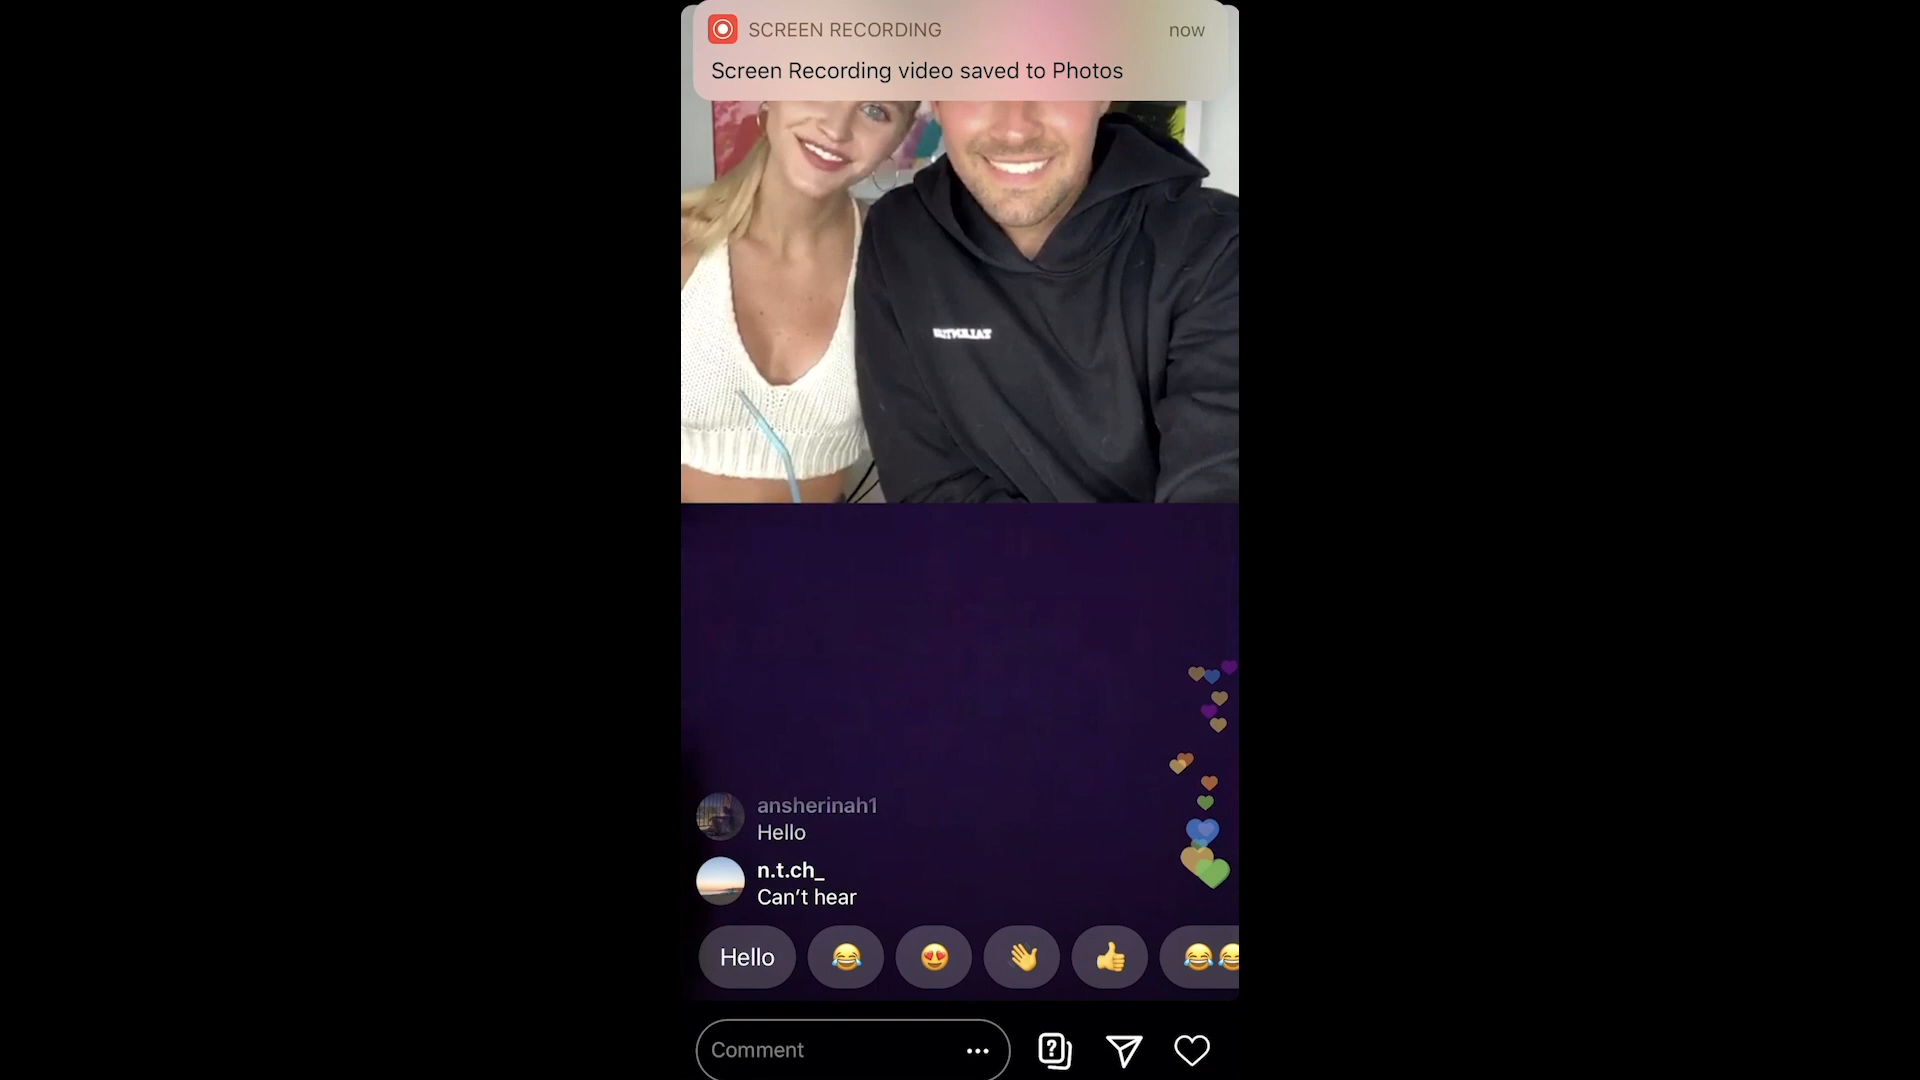 SCREEN RECORDING now
Screen Recording video saved to Photos
ansherinah1
Hello
n.t.ch_
Can’t hear
Hello
Comment